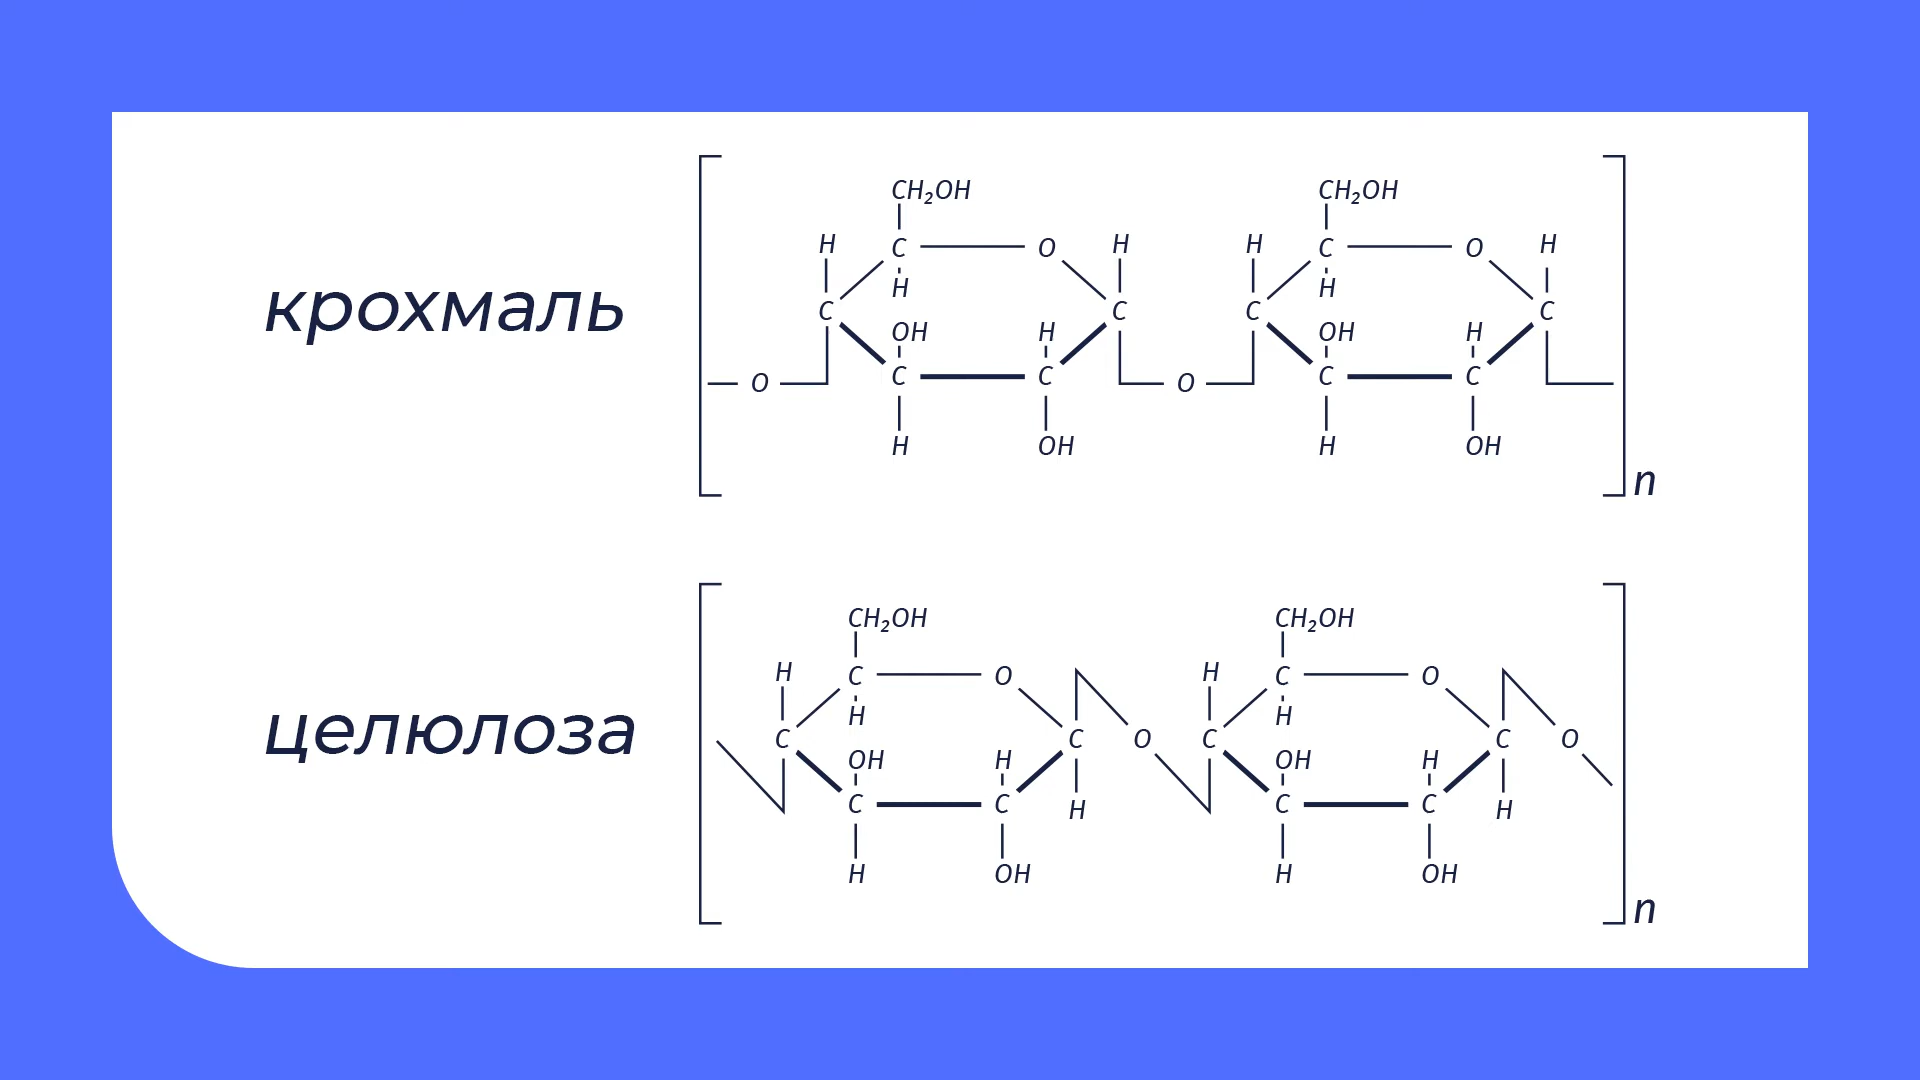 крохмаль
CH₂OH CH₂OH
H C O H H C O H
H H
C C C C
OH H OH H
O C C O C C
H OH H OH
n
целюлоза
CH₂OH CH₂OH
H C O H C O
H H
C C O C C O
OH H OH H
C C H C C H
H OH H OH
n